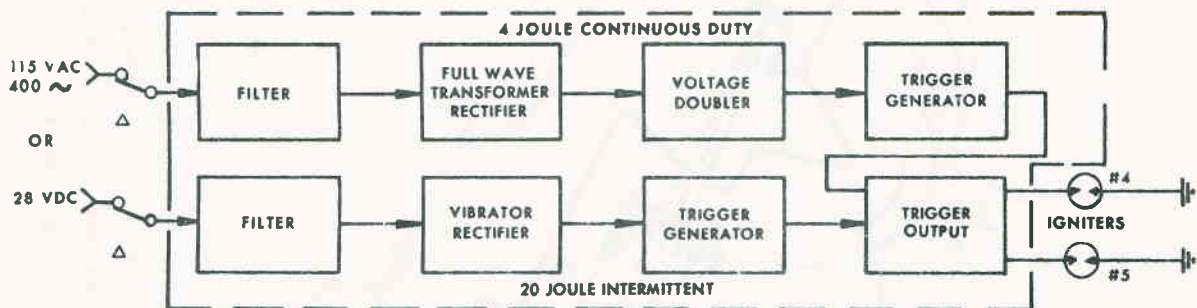 4 JOULE CONTINUOUS DUTY
115 VAC
400 ~
FILTER
FULL WAVE
TRANSFORMER
RECTIFIER
VOLTAGE
DOUBLER
TRIGGER
GENERATOR
Δ
OR
28 VDC
FILTER
VIBRATOR
RECTIFIER
TRIGGER
GENERATOR
TRIGGER
OUTPUT
#4
IGNITERS
#5
Δ
20 JOULE INTERMITTENT